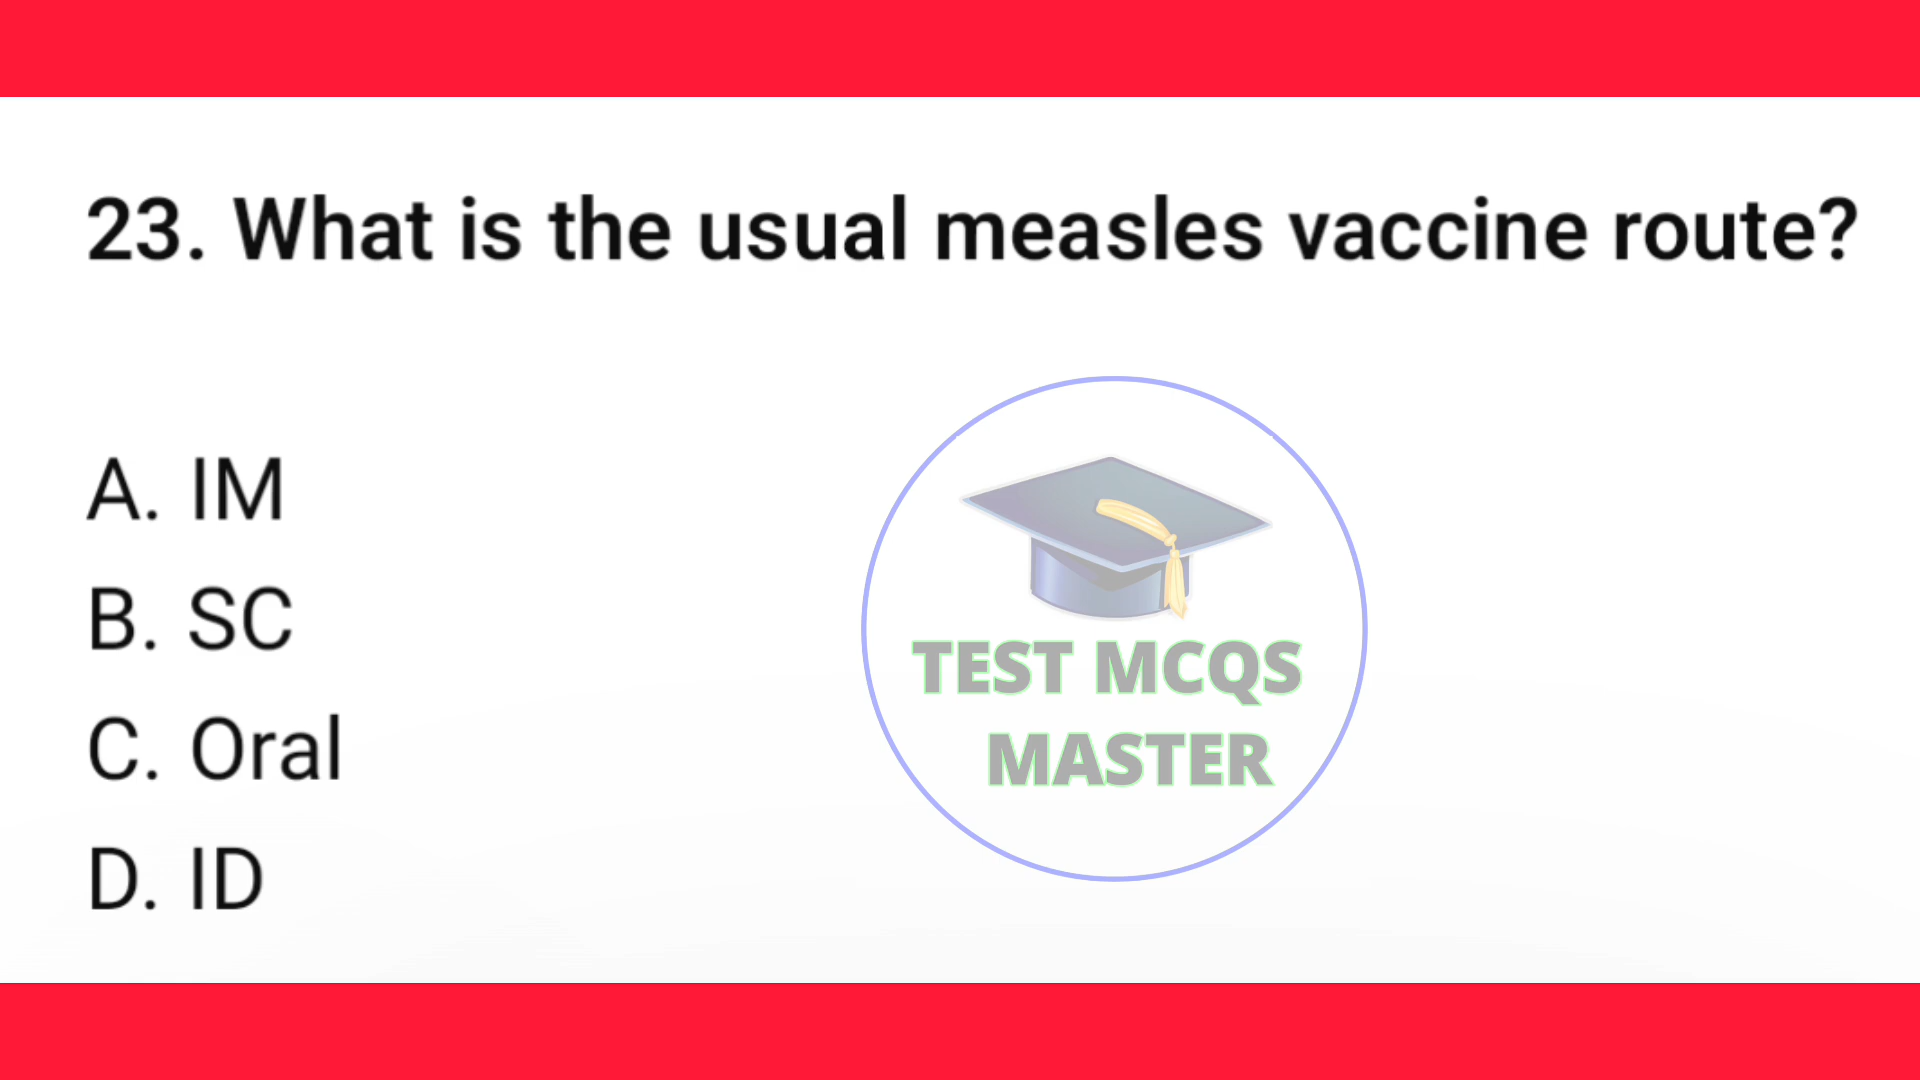 23. What is the usual measles vaccine route?
A. IM
B. SC
C. Oral
D. ID
TEST MCQS
MASTER